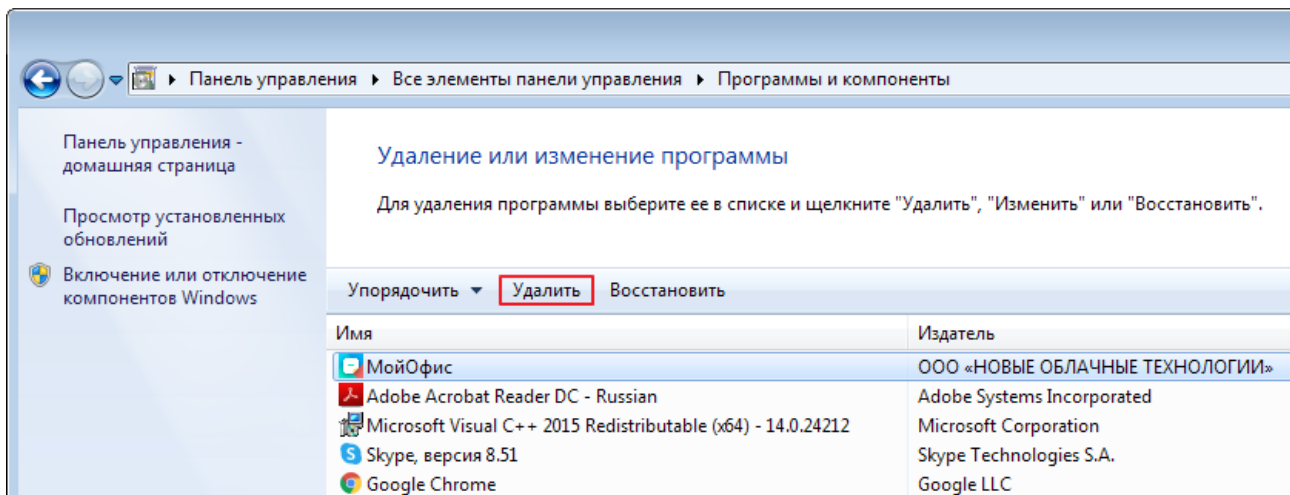 Панель управления ▸ Все элементы панели управления ▸ Программы и компоненты
Панель управления -
домашняя страница
Просмотр установленных
обновлений
Включение или отключение
компонентов Windows
Удаление или изменение программы
Для удаления программы выберите ее в списке и щелкните "Удалить", "Изменить" или "Восстановить".
Упорядочить Удалить Восстановить
Имя Издатель
МойОфис ООО «НОВЫЕ ОБЛАЧНЫЕ ТЕХНОЛОГИИ»
Adobe Acrobat Reader DC - Russian Adobe Systems Incorporated
Microsoft Visual C++ 2015 Redistributable (x64) - 14.0.24212 Microsoft Corporation
Skype, версия 8.51 Skype Technologies S.A.
Google Chrome Google LLC